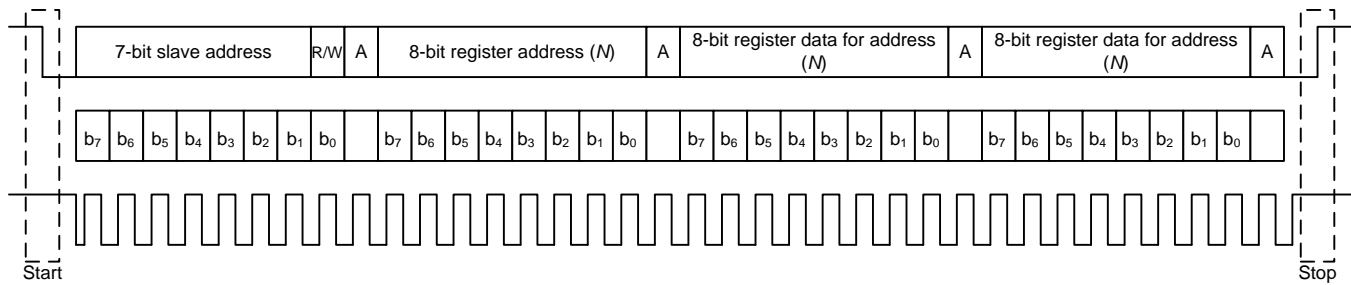 7-bit slave address R/W A 8-bit register address (N) A 8-bit register data for address (N) A 8-bit register data for address (N) A
b7 b6 b5 b4 b3 b2 b1 b0 b7 b6 b5 b4 b3 b2 b1 b0 b7 b6 b5 b4 b3 b2 b1 b0 b7 b6 b5 b4 b3 b2 b1 b0
Start Stop